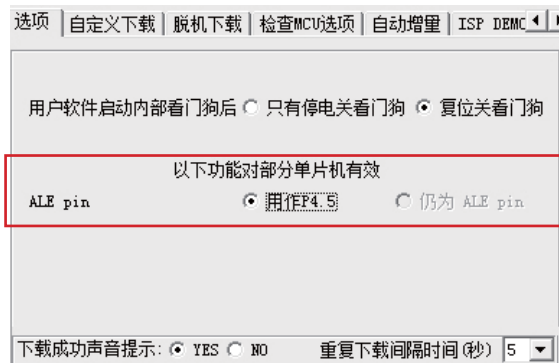 选项 自定义下载 脱机下载 检查MCU选项 自动增量 ISP DEMO
用户软件启动内部看门狗后 只有停电关看门狗 复位关看门狗
以下功能对部分单片机有效
ALE pin 用作P4.5 仍为 ALE pin
下载成功声音提示: YES NO 重复下载间隔时间(秒) 5